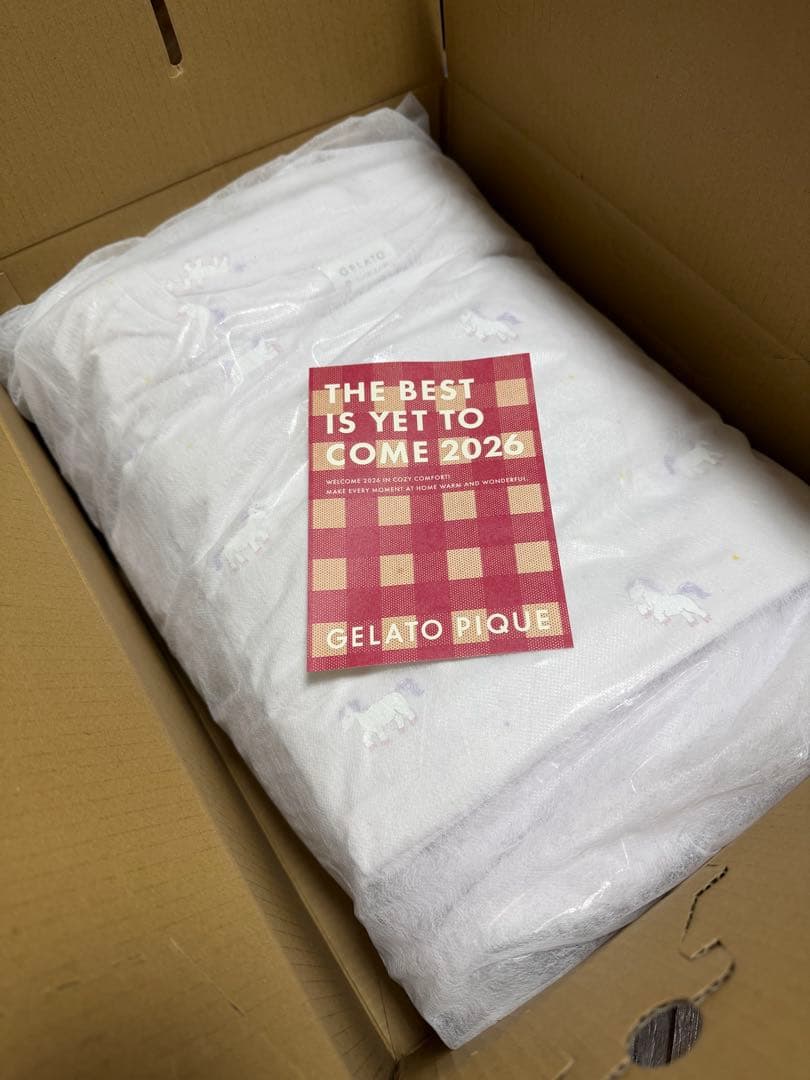 GELATO
THE BEST
IS YET TO
COME 2026
WELCOME 2026 IN COZY COMFORT!
MAKE EVERY MOMENT AT HOME WARM AND WONDERFUL.
GELATO PIQUE